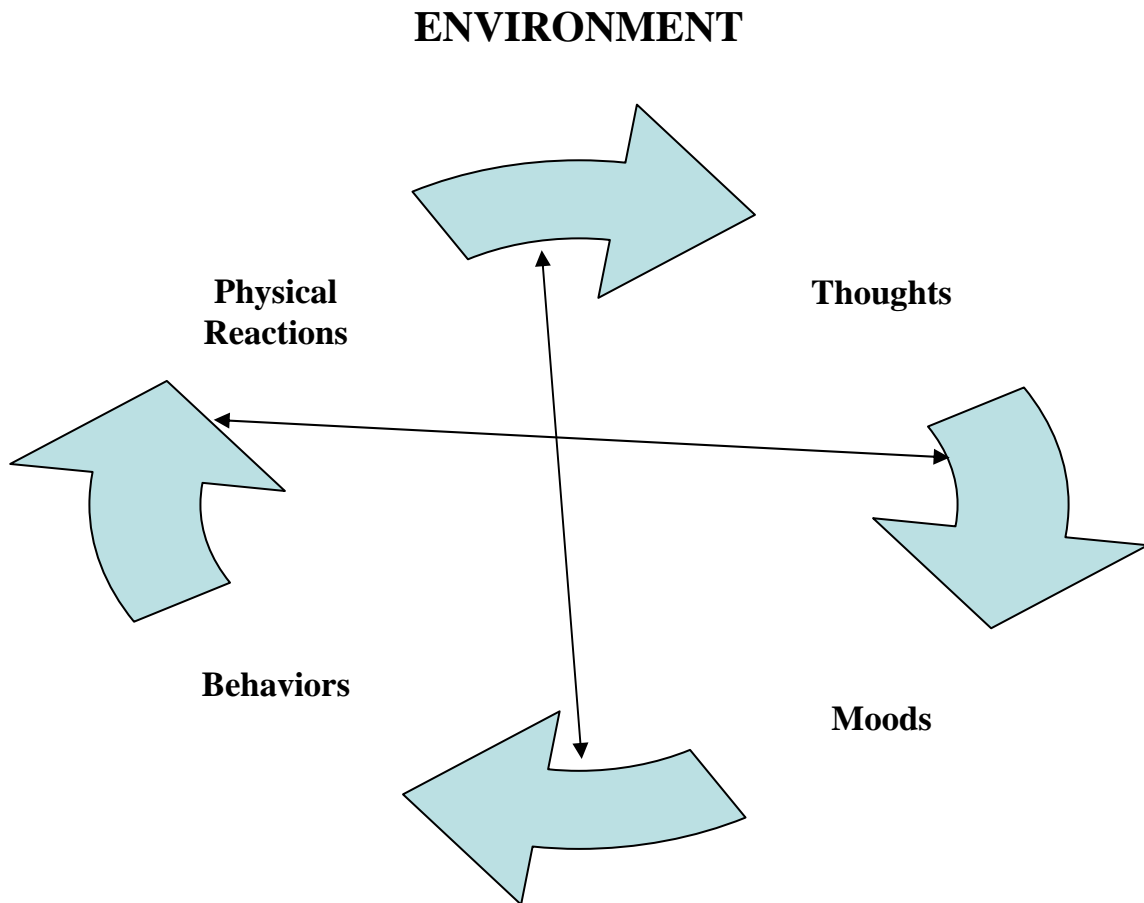 ENVIRONMENT
Physical
Reactions
Thoughts
Behaviors
Moods